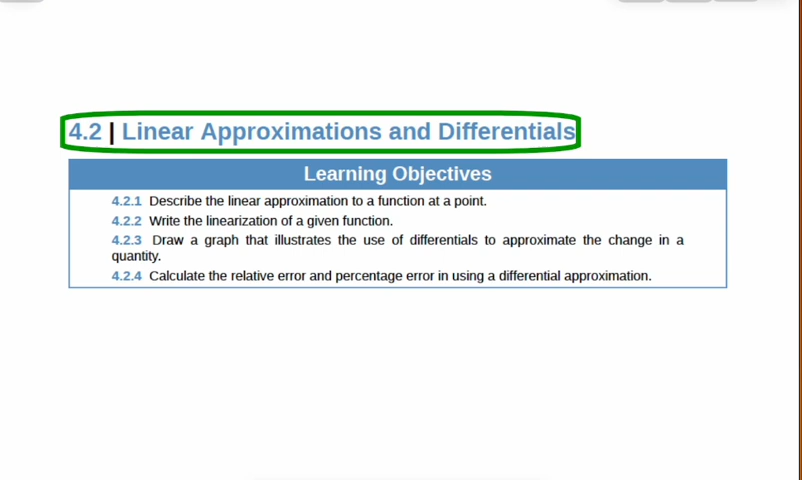 4.2 | Linear Approximations and Differentials
Learning Objectives
4.2.1 Describe the linear approximation to a function at a point.
4.2.2 Write the linearization of a given function.
4.2.3 Draw a graph that illustrates the use of differentials to approximate the change in a
quantity.
4.2.4 Calculate the relative error and percentage error in using a differential approximation.